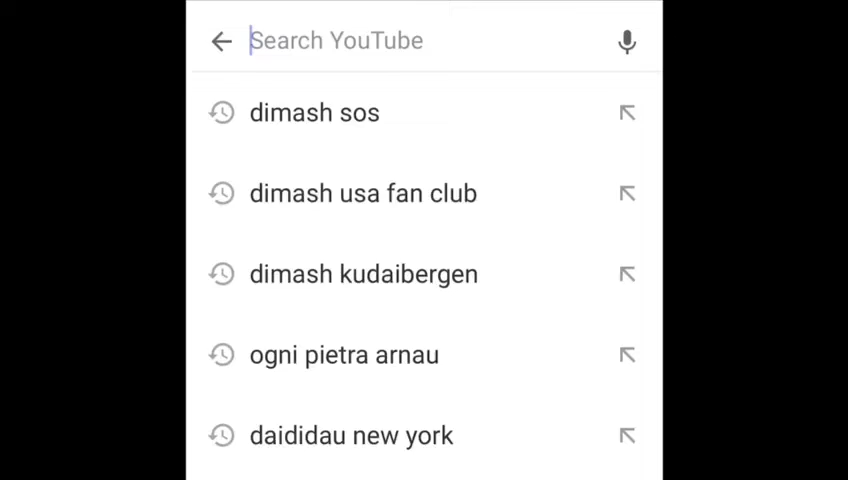 Search YouTube
dimash sos
dimash usa fan club
dimash kudaibergen
ogni pietra arnau
daididau new york